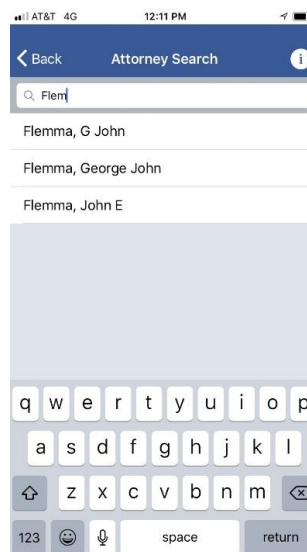 AT&T 4G 12:11 PM
Back Attorney Search i
Flem
Flemma, G John
Flemma, George John
Flemma, John E
q w e r t y u i o p
a s d f g h j k l
z x c v b n m
123 space return